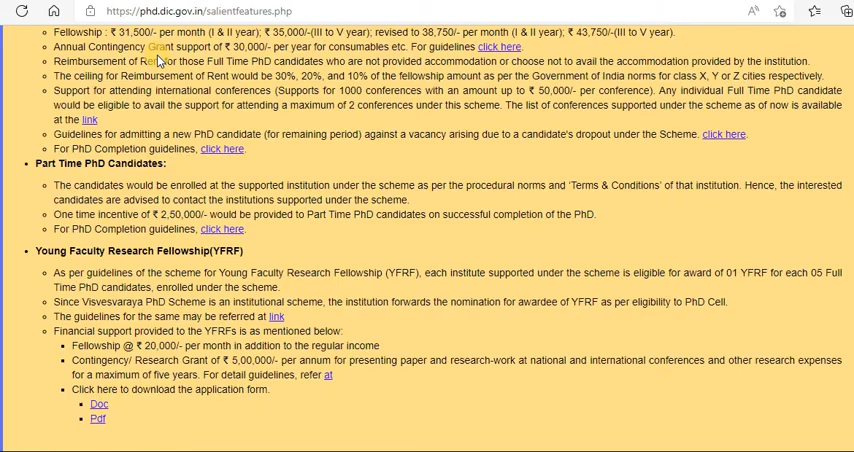 https://phd.dic.gov.in/salientfeatures.php
Fellowship : ₹ 31,500/- per month (I & II year); ₹ 35,000/-(III to V year); revised to 38,750/- per month (I & II year); ₹ 43,750/-(III to V year).
Annual Contingency Grant support of ₹ 30,000/- per year for consumables etc. For guidelines click here.
Reimbursement of Rent for those Full Time PhD candidates who are not provided accommodation or choose not to avail the accommodation provided by the institution.
The ceiling for Reimbursement of Rent would be 30%, 20%, and 10% of the fellowship amount as per the Government of India norms for class X, Y or Z cities respectively.
Support for attending international conferences (Supports for 1000 conferences with an amount up to ₹ 50,000/- per conference). Any individual Full Time PhD candidate
would be eligible to avail the support for attending a maximum of 2 conferences under this scheme. The list of conferences supported under the scheme as of now is available
at the link
Guidelines for admitting a new PhD candidate (for remaining period) against a vacancy arising due to a candidate's dropout under the Scheme. click here.
For PhD Completion guidelines, click here.
Part Time PhD Candidates:
The candidates would be enrolled at the supported institution under the scheme as per the procedural norms and 'Terms & Conditions' of that institution. Hence, the interested
candidates are advised to contact the institutions supported under the scheme.
One time incentive of ₹ 2,50,000/- would be provided to Part Time PhD candidates on successful completion of the PhD.
For PhD Completion guidelines, click here.
Young Faculty Research Fellowship(YFRF)
As per guidelines of the scheme for Young Faculty Research Fellowship (YFRF), each institute supported under the scheme is eligible for award of 01 YFRF for each 05 Full
Time PhD candidates, enrolled under the scheme.
Since Visvesvaraya PhD Scheme is an institutional scheme, the institution forwards the nomination for awardee of YFRF as per eligibility to PhD Cell.
The guidelines for the same may be referred at link
Financial support provided to the YFRFs is as mentioned below:
Fellowship @ ₹ 20,000/- per month in addition to the regular income
Contingency/ Research Grant of ₹ 5,00,000/- per annum for presenting paper and research-work at national and international conferences and other research expenses
for a maximum of five years. For detail guidelines, refer at
Click here to download the application form.
Doc
Pdf